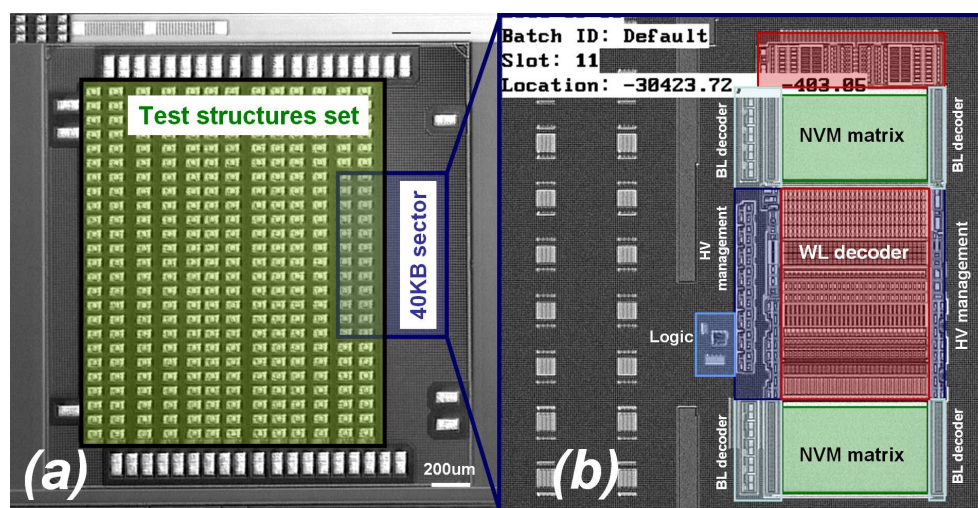 Test structures set
40KB sector
(a)
200um
Batch ID: Default
Slot: 11
Location: -30423.72 -403.05
BL decoder
NVM matrix
BL decoder
HV management
WL decoder
HV management
Logic
BL decoder
NVM matrix
BL decoder
(b)